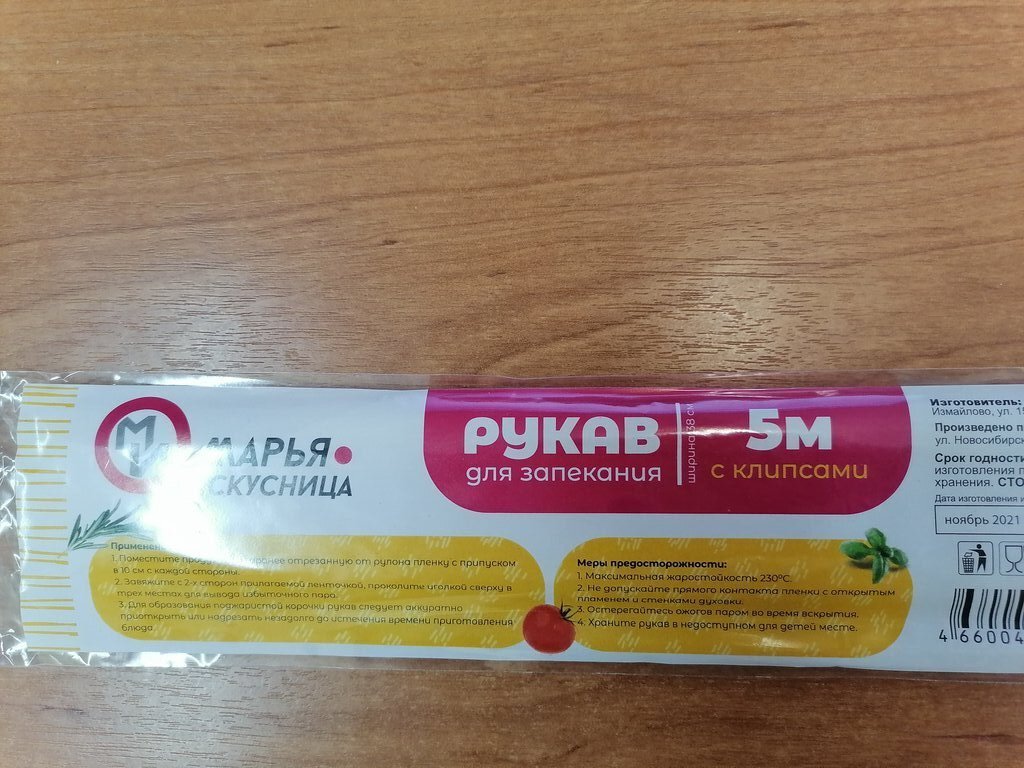 МАРЬЯ
СКУСНИЦА
РУКАВ
для запекания
ширина 38 см
5м
с клипсами
Применение
1. Поместите отрезанную от рулона пленку с припуском
в 10 см с каждой стороны
2. Завяжите с 2-х сторон прилагаемой ленточкой, проколите иголкой сверху в
трех местах для вывода избыточного пара.
3. Для образования поджаристой корочки рукав следует аккуратно
приоткрыть или надрезать незадолго до истечения времени приготовления
блюда.
Меры предосторожности:
1. Максимальная жаростойкость 230°С.
2. Не допускайте прямого контакта пленки с открытым
пламенем и стенками духовки.
3. Остерегайтесь ожогов паром во время вскрытия.
4. Храните рукав в недоступном для детей месте.
Изготовитель:
Измайлово, ул. 18
Произведено п
ул. Новосибирск
Срок годности
изготовления п
хранения. СТО
Дата изготовления и
ноябрь 2021
4 66004